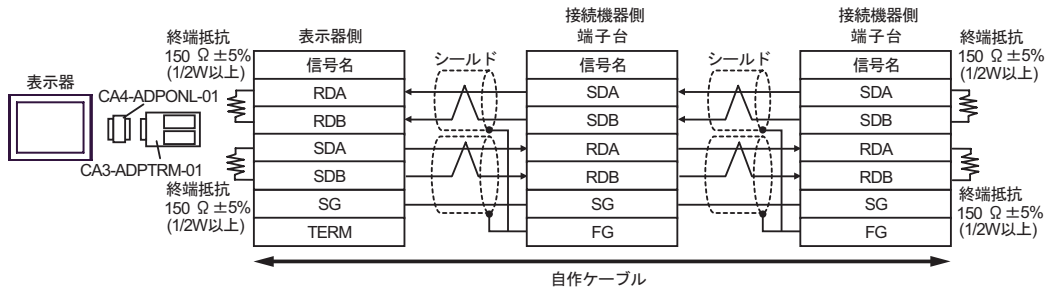 表示器
CA4-ADPONL-01
CA3-ADPTRM-01
終端抵抗
150 Ω ±5%
(1/2W以上)
終端抵抗
150 Ω ±5%
(1/2W以上)
表示器側
信号名
RDA
RDB
SDA
SDB
SG
TERM
シールド
接続機器側
端子台
信号名
SDA
SDB
RDA
RDB
SG
FG
シールド
接続機器側
端子台
信号名
SDA
SDB
RDA
RDB
SG
FG
終端抵抗
150 Ω ±5%
(1/2W以上)
終端抵抗
150 Ω ±5%
(1/2W以上)
自作ケーブル